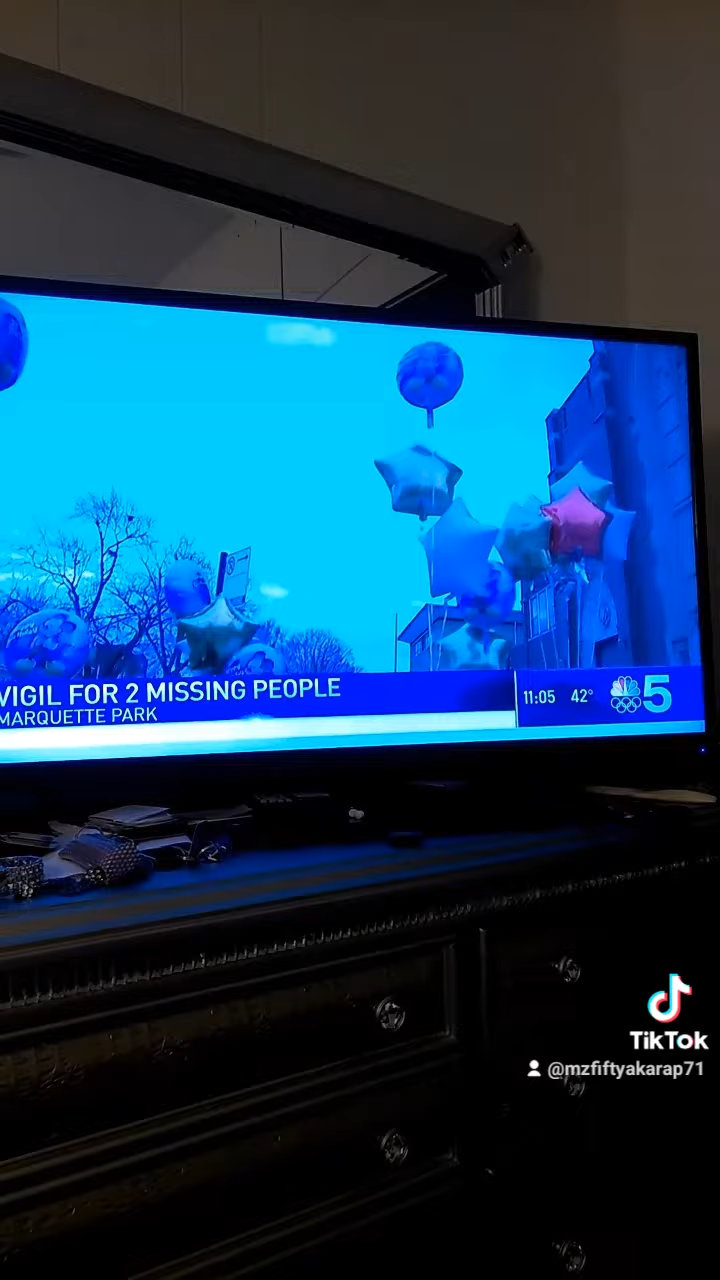 VIGIL FOR 2 MISSING PEOPLE
MARQUETTE PARK
11:05 42°
5
TikTok
@mzfiftyakarap71